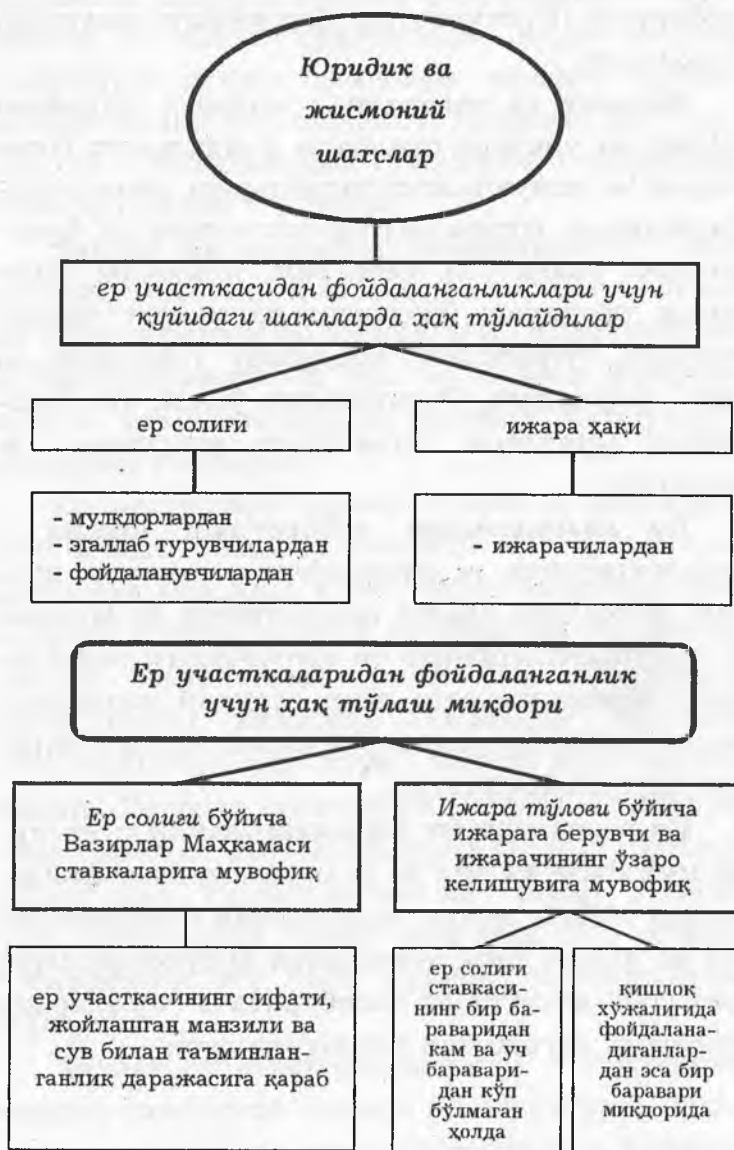 Юридик ва
жисмоний
шахслар
ер участкасидан фойдаланганликлари учун
қуйидаги шаклларда ҳақ тўлайдилар
ер солиғи
ижара ҳақи
- мулкдорлардан
- эгаллаб турувчилардан
- фойдаланувчилардан
- ижарачилардан
Ер участкаларидан фойдаланганлик
учун ҳақ тўлаш миқдори
Ер солиғи бўйича
Вазирлар Маҳкамаси
ставкаларига мувофиқ
Ижара тўлови бўйича
ижарага берувчи ва
ижарачининг ўзаро
келишувига мувофиқ
ер участкасининг сифати,
жойлашган манзили ва
сув билан таъминлан-
ганлик даражасига қараб
ер солиғи
ставкаси-
нинг бир ба-
раваридан
кам ва уч
баравари-
дан кўп
бўлмаган
ҳолда
қишлоқ
хўжалигида
фойдалана-
диганлар-
дан эса бир
баравари
миқдорида